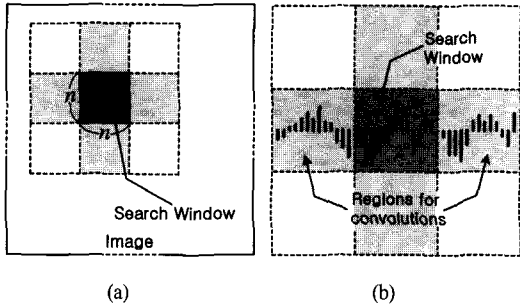 n
n
Search Window
Image
(a)
Search
Window
Regions for
convolutions
(b)